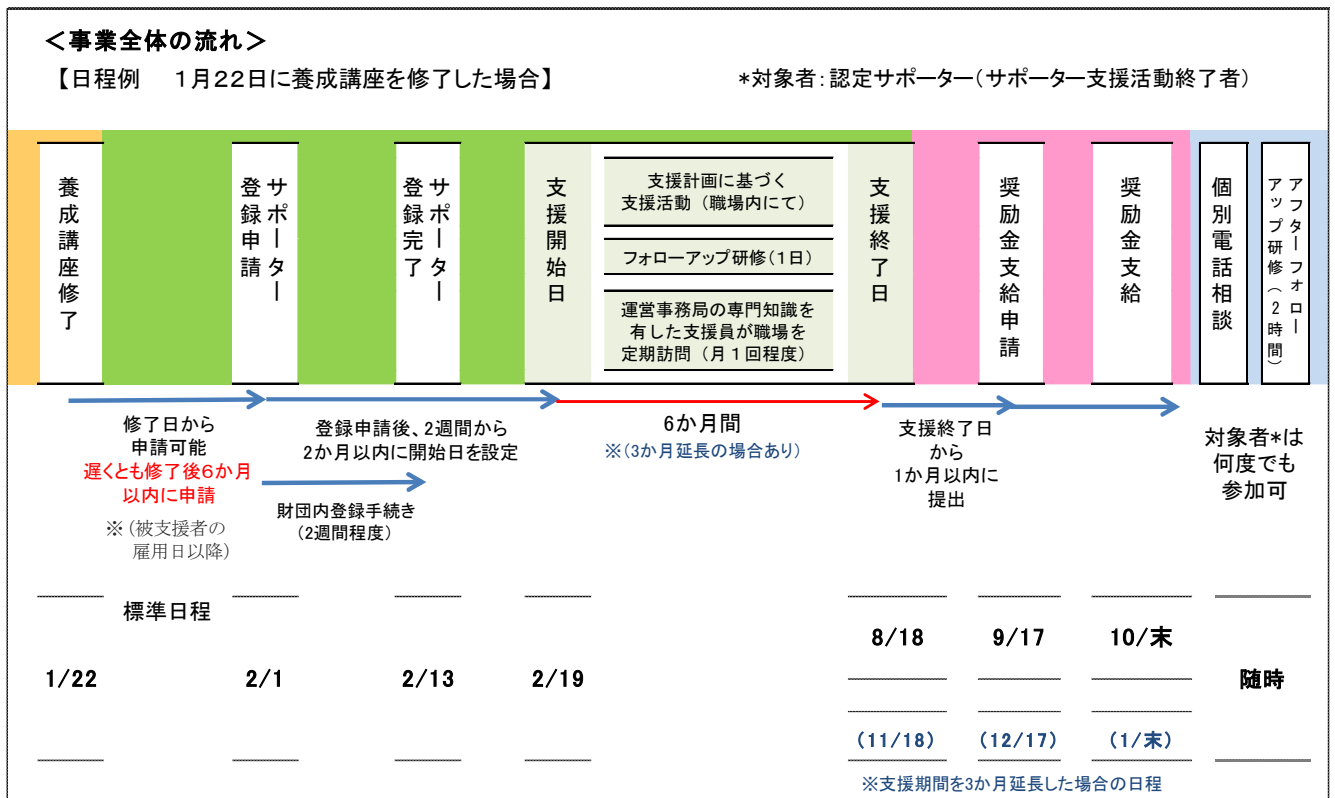 ＜事業全体の流れ＞
【日程例　１月２２日に養成講座を修了した場合】
*対象者：認定サポーター（サポーター支援活動終了者）
養成講座修了
サポーター
登録申請
サポーター
登録完了
支援開始日
支援計画に基づく
支援活動（職場内にて）
フォローアップ研修（1日）
運営事務局の専門知識を
有した支援員が職場を
定期訪問（月１回程度）
支援終了日
奨励金支給申請
奨励金支給
個別電話相談
アフターフォロー
アップ研修（２時間）
修了日から
申請可能
遅くとも修了後６か月
以内に申請
※（被支援者の
雇用日以降）
登録申請後、2週間から
2か月以内に開始日を設定
財団内登録手続き
（2週間程度）
6か月間
※（3か月延長の場合あり）
支援終了日
から
1か月以内に
提出
対象者*は
何度でも
参加可
標準日程
1/22
2/1
2/13
2/19
8/18
9/17
10/末
随時
（11/18）
（12/17）
（1/末）
※支援期間を3か月延長した場合の日程